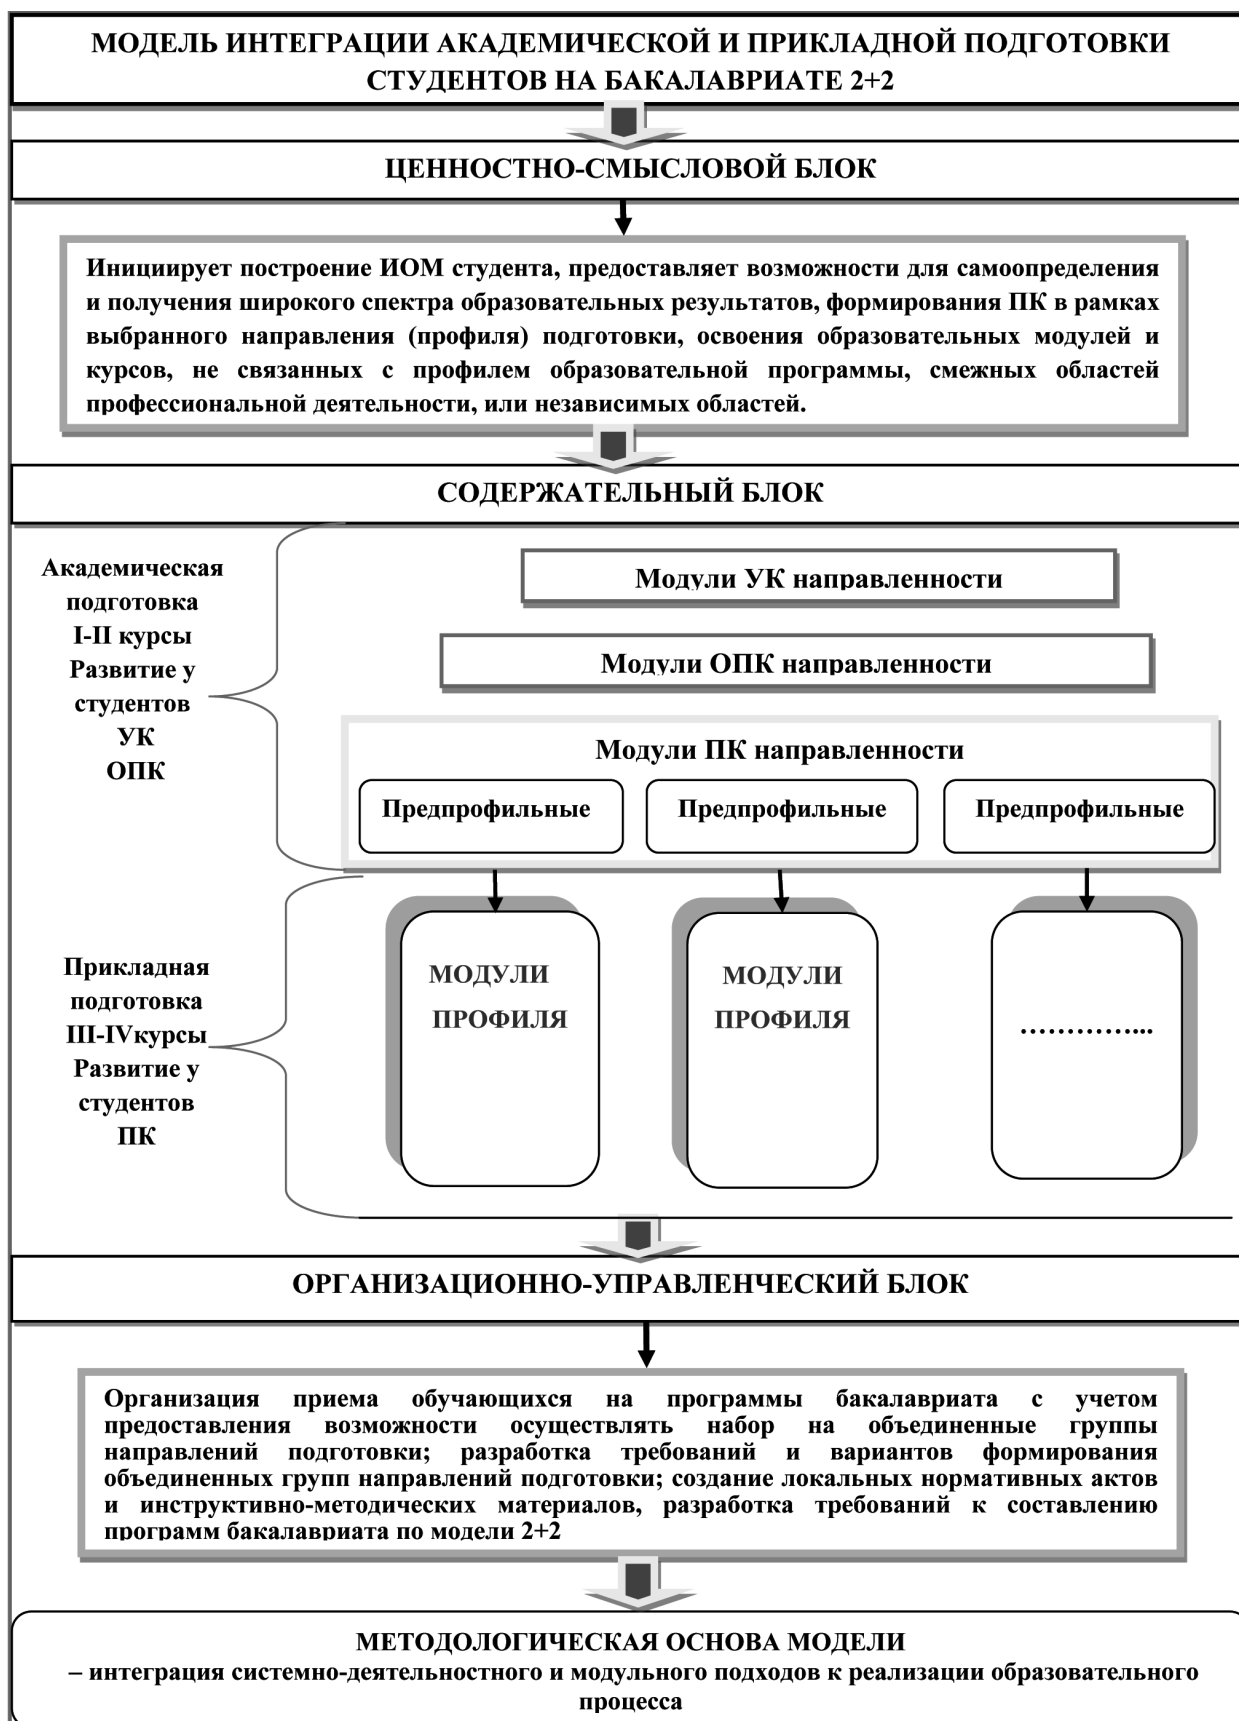 МОДЕЛЬ ИНТЕГРАЦИИ АКАДЕМИЧЕСКОЙ И ПРИКЛАДНОЙ ПОДГОТОВКИ
СТУДЕНТОВ НА БАКАЛАВРИАТЕ 2+2
ЦЕННОСТНО-СМЫСЛОВОЙ БЛОК
Инициирует построение ИОМ студента, предоставляет возможности для самоопределения
и получения широкого спектра образовательных результатов, формирования ПК в рамках
выбранного направления (профиля) подготовки, освоения образовательных модулей и
курсов, не связанных с профилем образовательной программы, смежных областей
профессиональной деятельности, или независимых областей.
СОДЕРЖАТЕЛЬНЫЙ БЛОК
Академическая
подготовка
I-II курсы
Развитие у
студентов
УК
ОПК
Модули УК направленности
Модули ОПК направленности
Модули ПК направленности
Предпрофильные
Предпрофильные
Предпрофильные
Прикладная
подготовка
III-IVкурсы
Развитие у
студентов
ПК
МОДУЛИ
ПРОФИЛЯ
МОДУЛИ
ПРОФИЛЯ
…………...
ОРГАНИЗАЦИОННО-УПРАВЛЕНЧЕСКИЙ БЛОК
Организация приема обучающихся на программы бакалавриата с учетом
предоставления возможности осуществлять набор на объединенные группы
направлений подготовки; разработка требований и вариантов формирования
объединенных групп направлений подготовки; создание локальных нормативных актов
и инструктивно-методических материалов, разработка требований к составлению
программ бакалавриата по модели 2+2
МЕТОДОЛОГИЧЕСКАЯ ОСНОВА МОДЕЛИ
– интеграция системно-деятельностного и модульного подходов к реализации образовательного
процесса